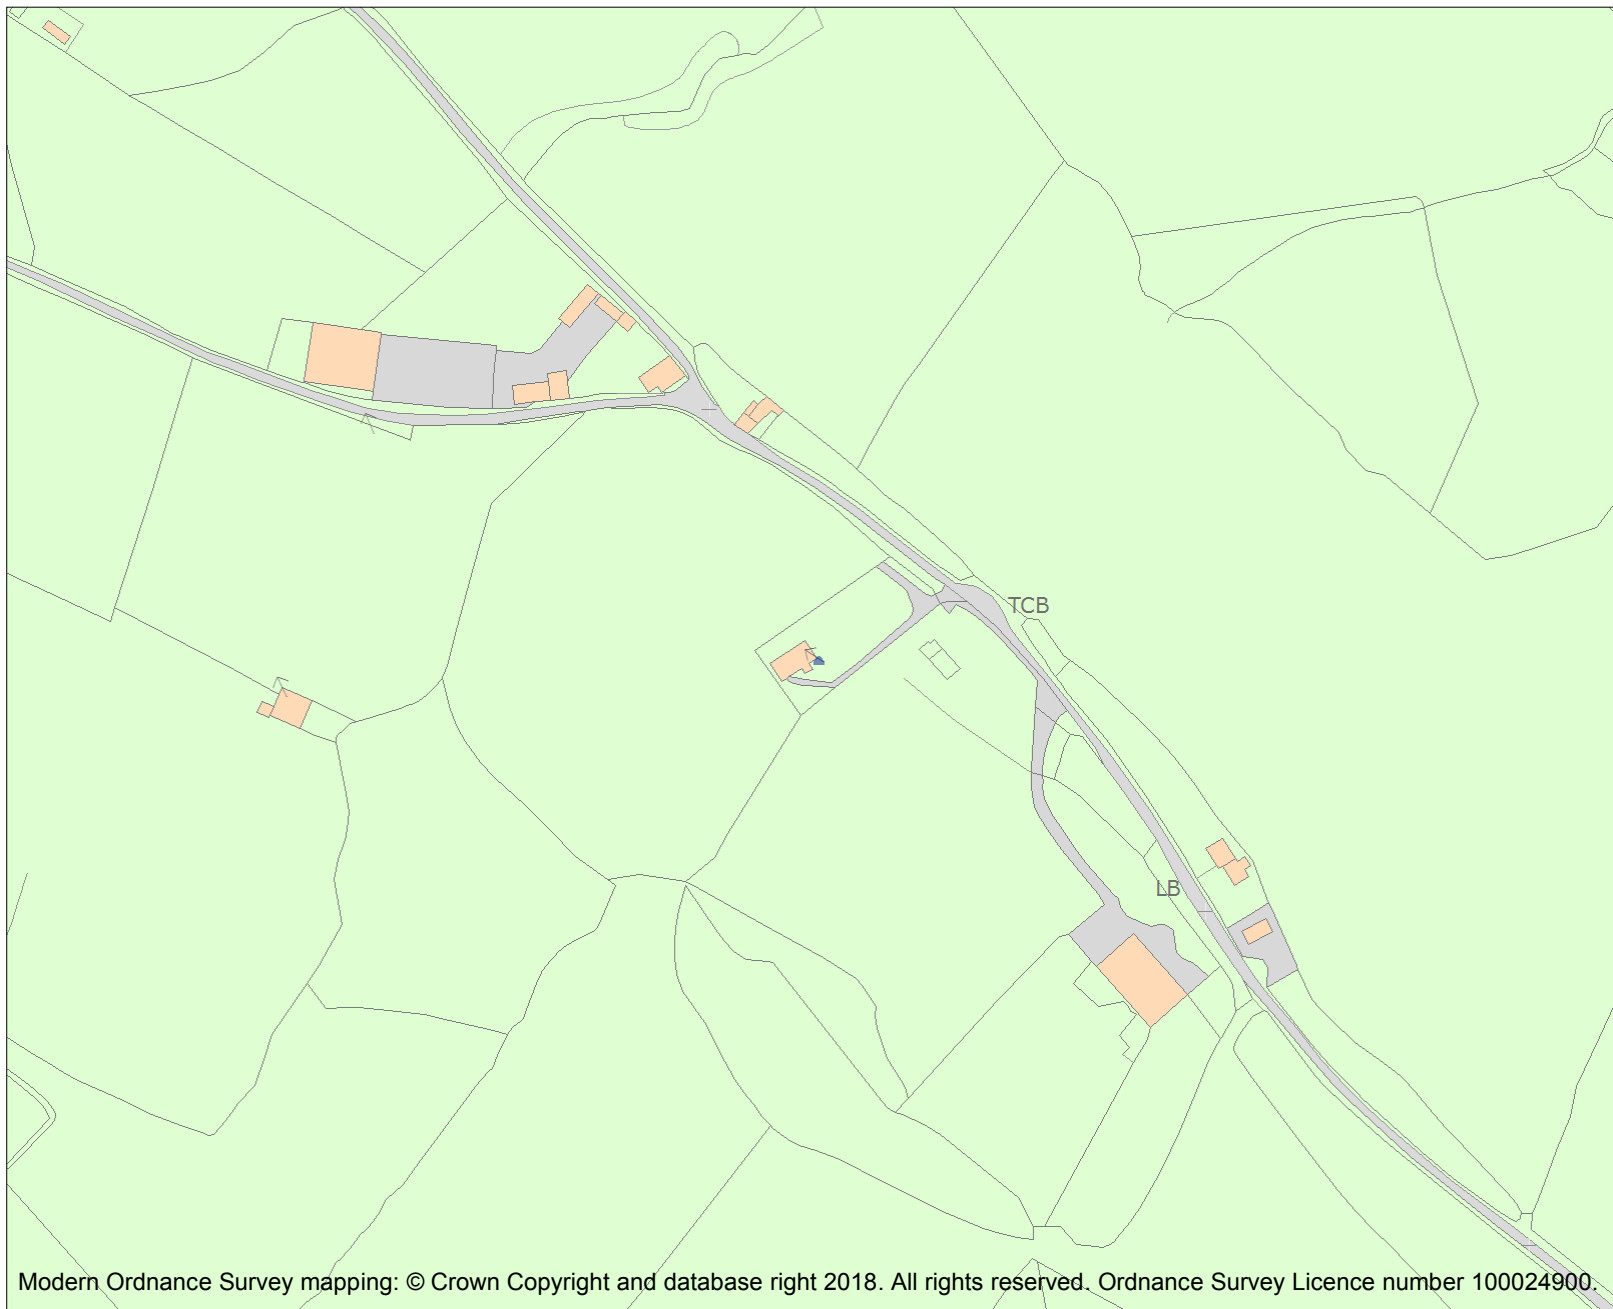 TCB
LB
Modern Ordnance Survey mapping: © Crown Copyright and database right 2018. All rights reserved. Ordnance Survey Licence number 100024900.